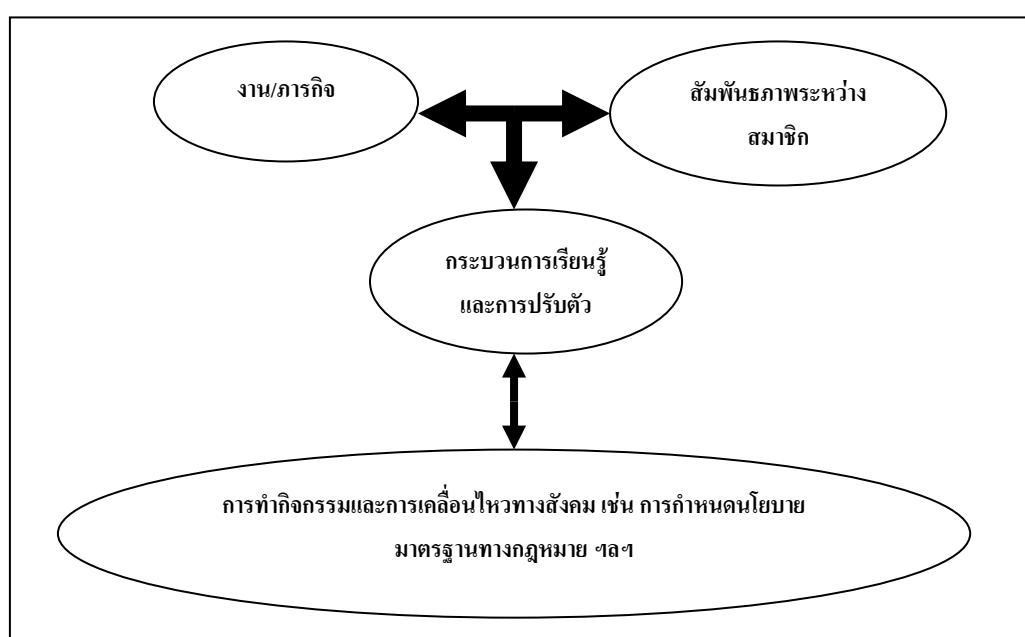 งาน/ภารกิจ
สัมพันธภาพระหว่าง
สมาชิก
กระบวนการเรียนรู้
และการปรับตัว
การทำกิจกรรมและการเคลื่อนไหวทางสังคม เช่น การกำหนดนโยบาย
มาตรฐานทางกฎหมาย ฯลฯ